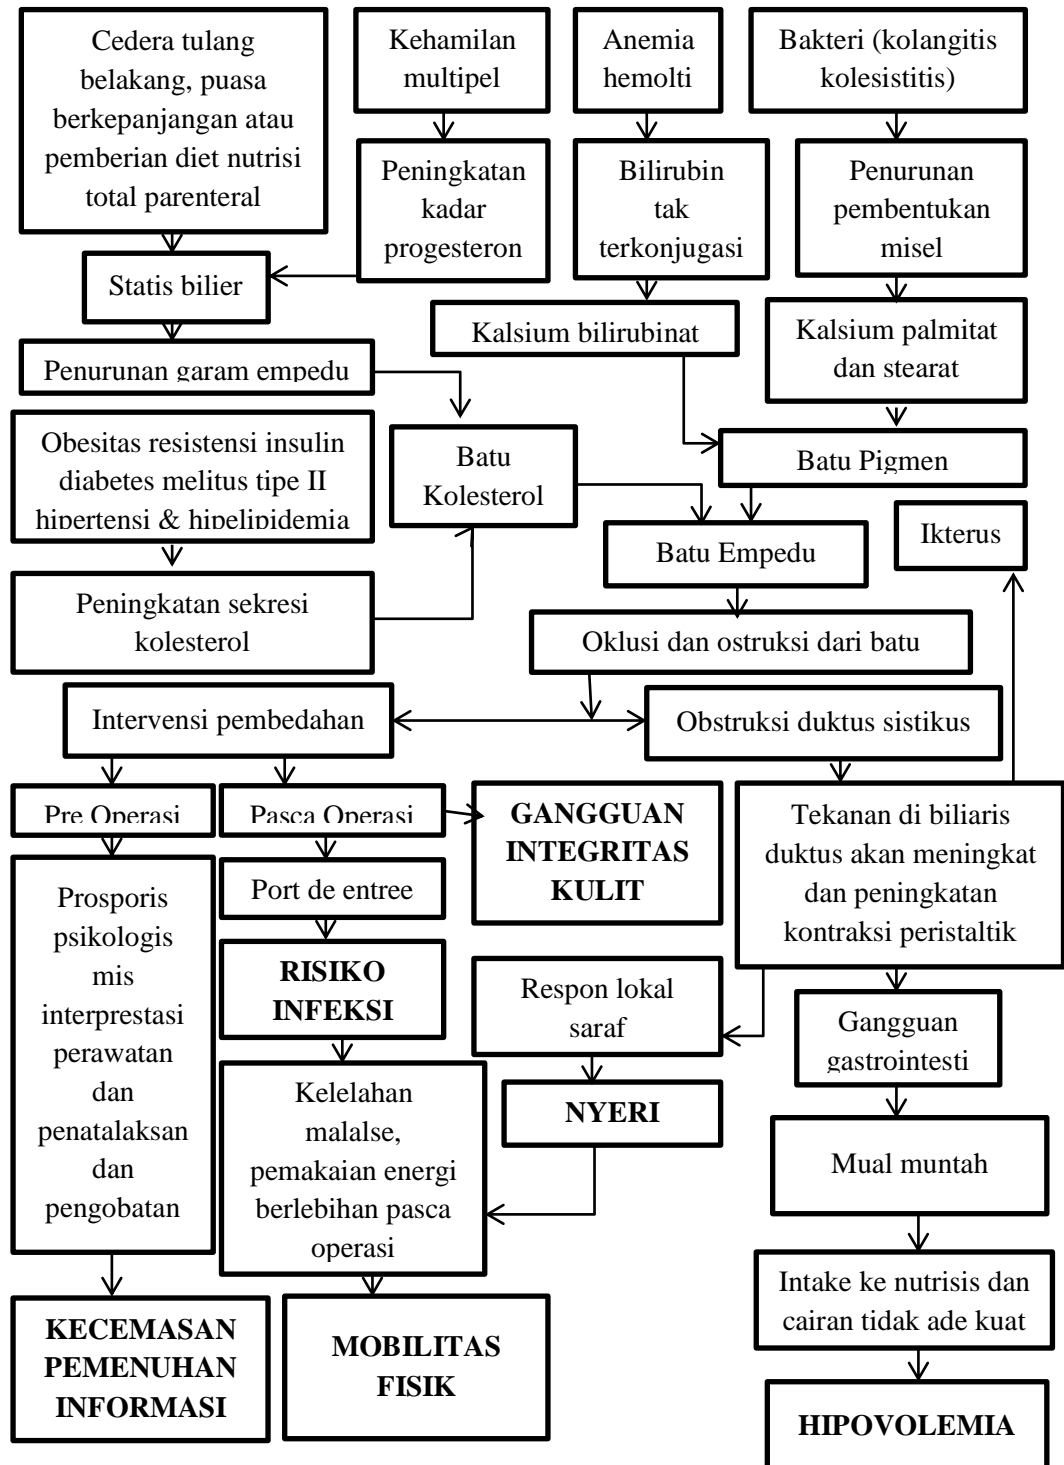 Cedera tulang
belakang, puasa
berkepanjangan atau
pemberian diet nutrisi
total parenteral
Kehamilan
multipel
Anemia
hemolti
Bakteri (kolangitis
kolesistitis)
Peningkatan
kadar
progesteron
Bilirubin
tak
terkonjugasi
Penurunan
pembentukan
misel
Statis bilier
Kalsium bilirubinat
Kalsium palmitat
dan stearat
Penurunan garam empedu
Obesitas resistensi insulin
diabetes melitus tipe II
hipertensi & hipelipidemia
Batu
Kolesterol
Batu Pigmen
Ikterus
Batu Empedu
Peningkatan sekresi
kolesterol
Oklusi dan ostruksi dari batu
Intervensi pembedahan
Obstruksi duktus sistikus
Pre Operasi
Pasca Operasi
GANGGUAN
INTEGRITAS
KULIT
Tekanan di biliaris
duktus akan meningkat
dan peningkatan
kontraksi peristaltik
Prosporis
psikologis
mis
interprestasi
perawatan
dan
penatalaksan
dan
pengobatan
Port de entree
RISIKO
INFEKSI
Respon lokal
saraf
Gangguan
gastrointesti
Kelelahan
malalse,
pemakaian energi
berlebihan pasca
operasi
NYERI
Mual muntah
Intake ke nutrisis dan
cairan tidak ade kuat
KECEMASAN
PEMENUHAN
INFORMASI
MOBILITAS
FISIK
HIPOVOLEMIA